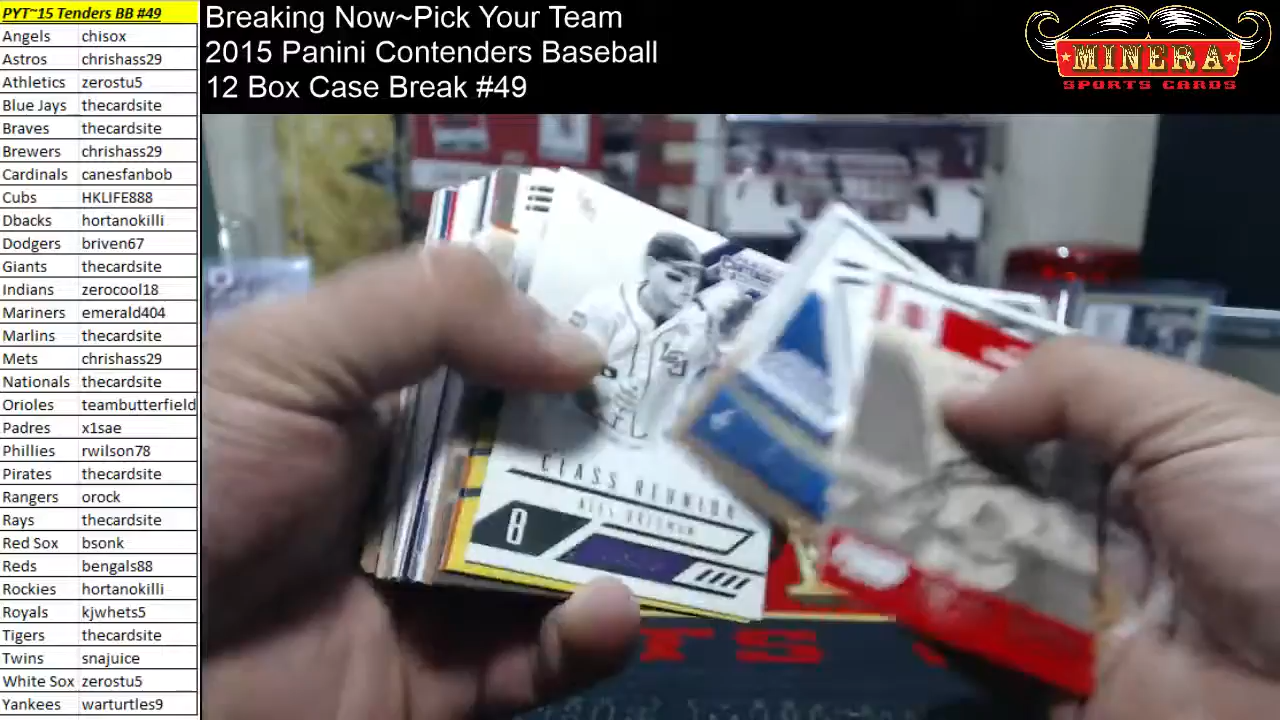 PYT~15 Tenders BB #49
Angels chisox
Astros chrishass29
Athletics zerostu5
Blue Jays thecardsite
Braves thecardsite
Brewers chrishass29
Cardinals canesfanbob
Cubs HKLIFE888
Dbacks hortanokilli
Dodgers briven67
Giants thecardsite
Indians zerocool18
Mariners emerald404
Marlins thecardsite
Mets chrishass29
Nationals thecardsite
Orioles teambutterfield
Padres x1sae
Phillies rwilson78
Pirates thecardsite
Rangers orock
Rays thecardsite
Red Sox bsonk
Reds bengals88
Rockies hortanokilli
Royals kjwhets5
Tigers thecardsite
Twins snajuice
White Sox zerostu5
Yankees warturtles9
Breaking Now~Pick Your Team
2015 Panini Contenders Baseball
12 Box Case Break #49
MINERA
SPORTS CARDS
LSU
CLASS REUNION
ALEX BREGMAN
8